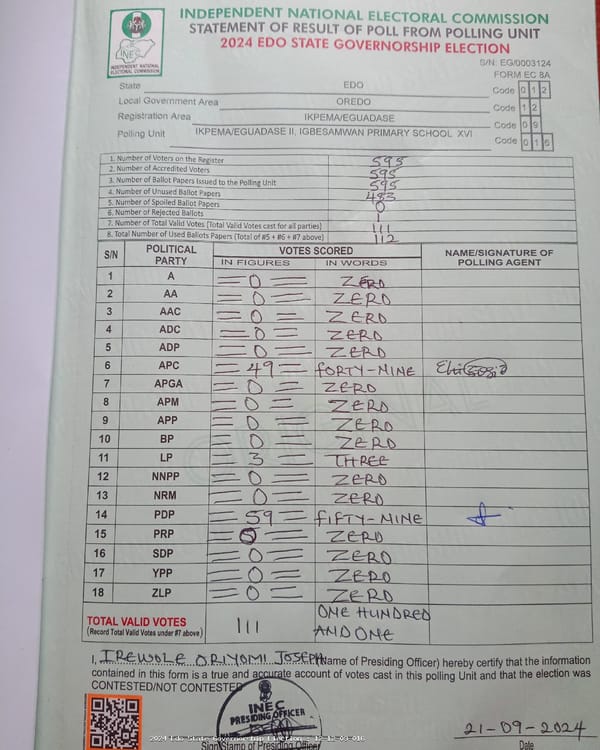 INDEPENDENT NATIONAL ELECTORAL COMMISSION
STATEMENT OF RESULT OF POLL FROM POLLING UNIT
2024 EDO STATE GOVERNORSHIP ELECTION
INEC
INDEPENDENT NATIONAL
ELECTORAL COMMISSION
S/N: EG/0003124
FORM EC 8A
State EDO Code 0 1 2
Local Government Area OREDO Code 1 2
Registration Area IKPEMA/EGUADASE Code 0 9
Polling Unit IKPEMA/EGUADASE II, IGBESAMWAN PRIMARY SCHOOL XVI Code 0 1 6
1. Number of Voters on the Register 595
2. Number of Accredited Voters 595
3. Number of Ballot Papers Issued to the Polling Unit 595
4. Number of Unused Ballot Papers 483
5. Number of Spoiled Ballot Papers 0
6. Number of Rejected Ballots 1
7. Number of Total Valid Votes (Total Valid Votes cast for all parties) 111
8. Total Number of Used Ballots Papers (Total of #5 + #6 + #7 above) 112
S/N POLITICAL PARTY VOTES SCORED NAME/SIGNATURE OF POLLING AGENT
IN FIGURES IN WORDS
1 A 0 ZERO
2 AA 0 ZERO
3 AAC 0 ZERO
4 ADC 0 ZERO
5 ADP 0 ZERO
6 APC 49 FORTY-MINE
7 APGA 0 ZERO
8 APM 0 ZERO
9 APP 0 ZERO
10 BP 0 ZERO
11 LP 3 THREE
12 NNPP 0 ZERO
13 NRM 0 ZERO
14 PDP 59 FIFTY-MINE
15 PRP ZERO
16 SDP 0 ZERO
17 YPP 0 ZERO
18 ZLP 0 ZERO
TOTAL VALID VOTES 111 ONE HUNDRED
(Record Total Valid Votes under #7 above) AND ONE
I, IREWOLE ORIYOMI JOSEPH (Name of Presiding Officer) hereby certify that the information
contained in this form is a true and accurate account of votes cast in this polling Unit and that the election was
CONTESTED/NOT CONTESTED
INEC
PRESIDING OFFICER
21-09-2024
2024 Edo State Governorship Election - 12-12-09-016
Sign/Stamp of Presiding Officer Date